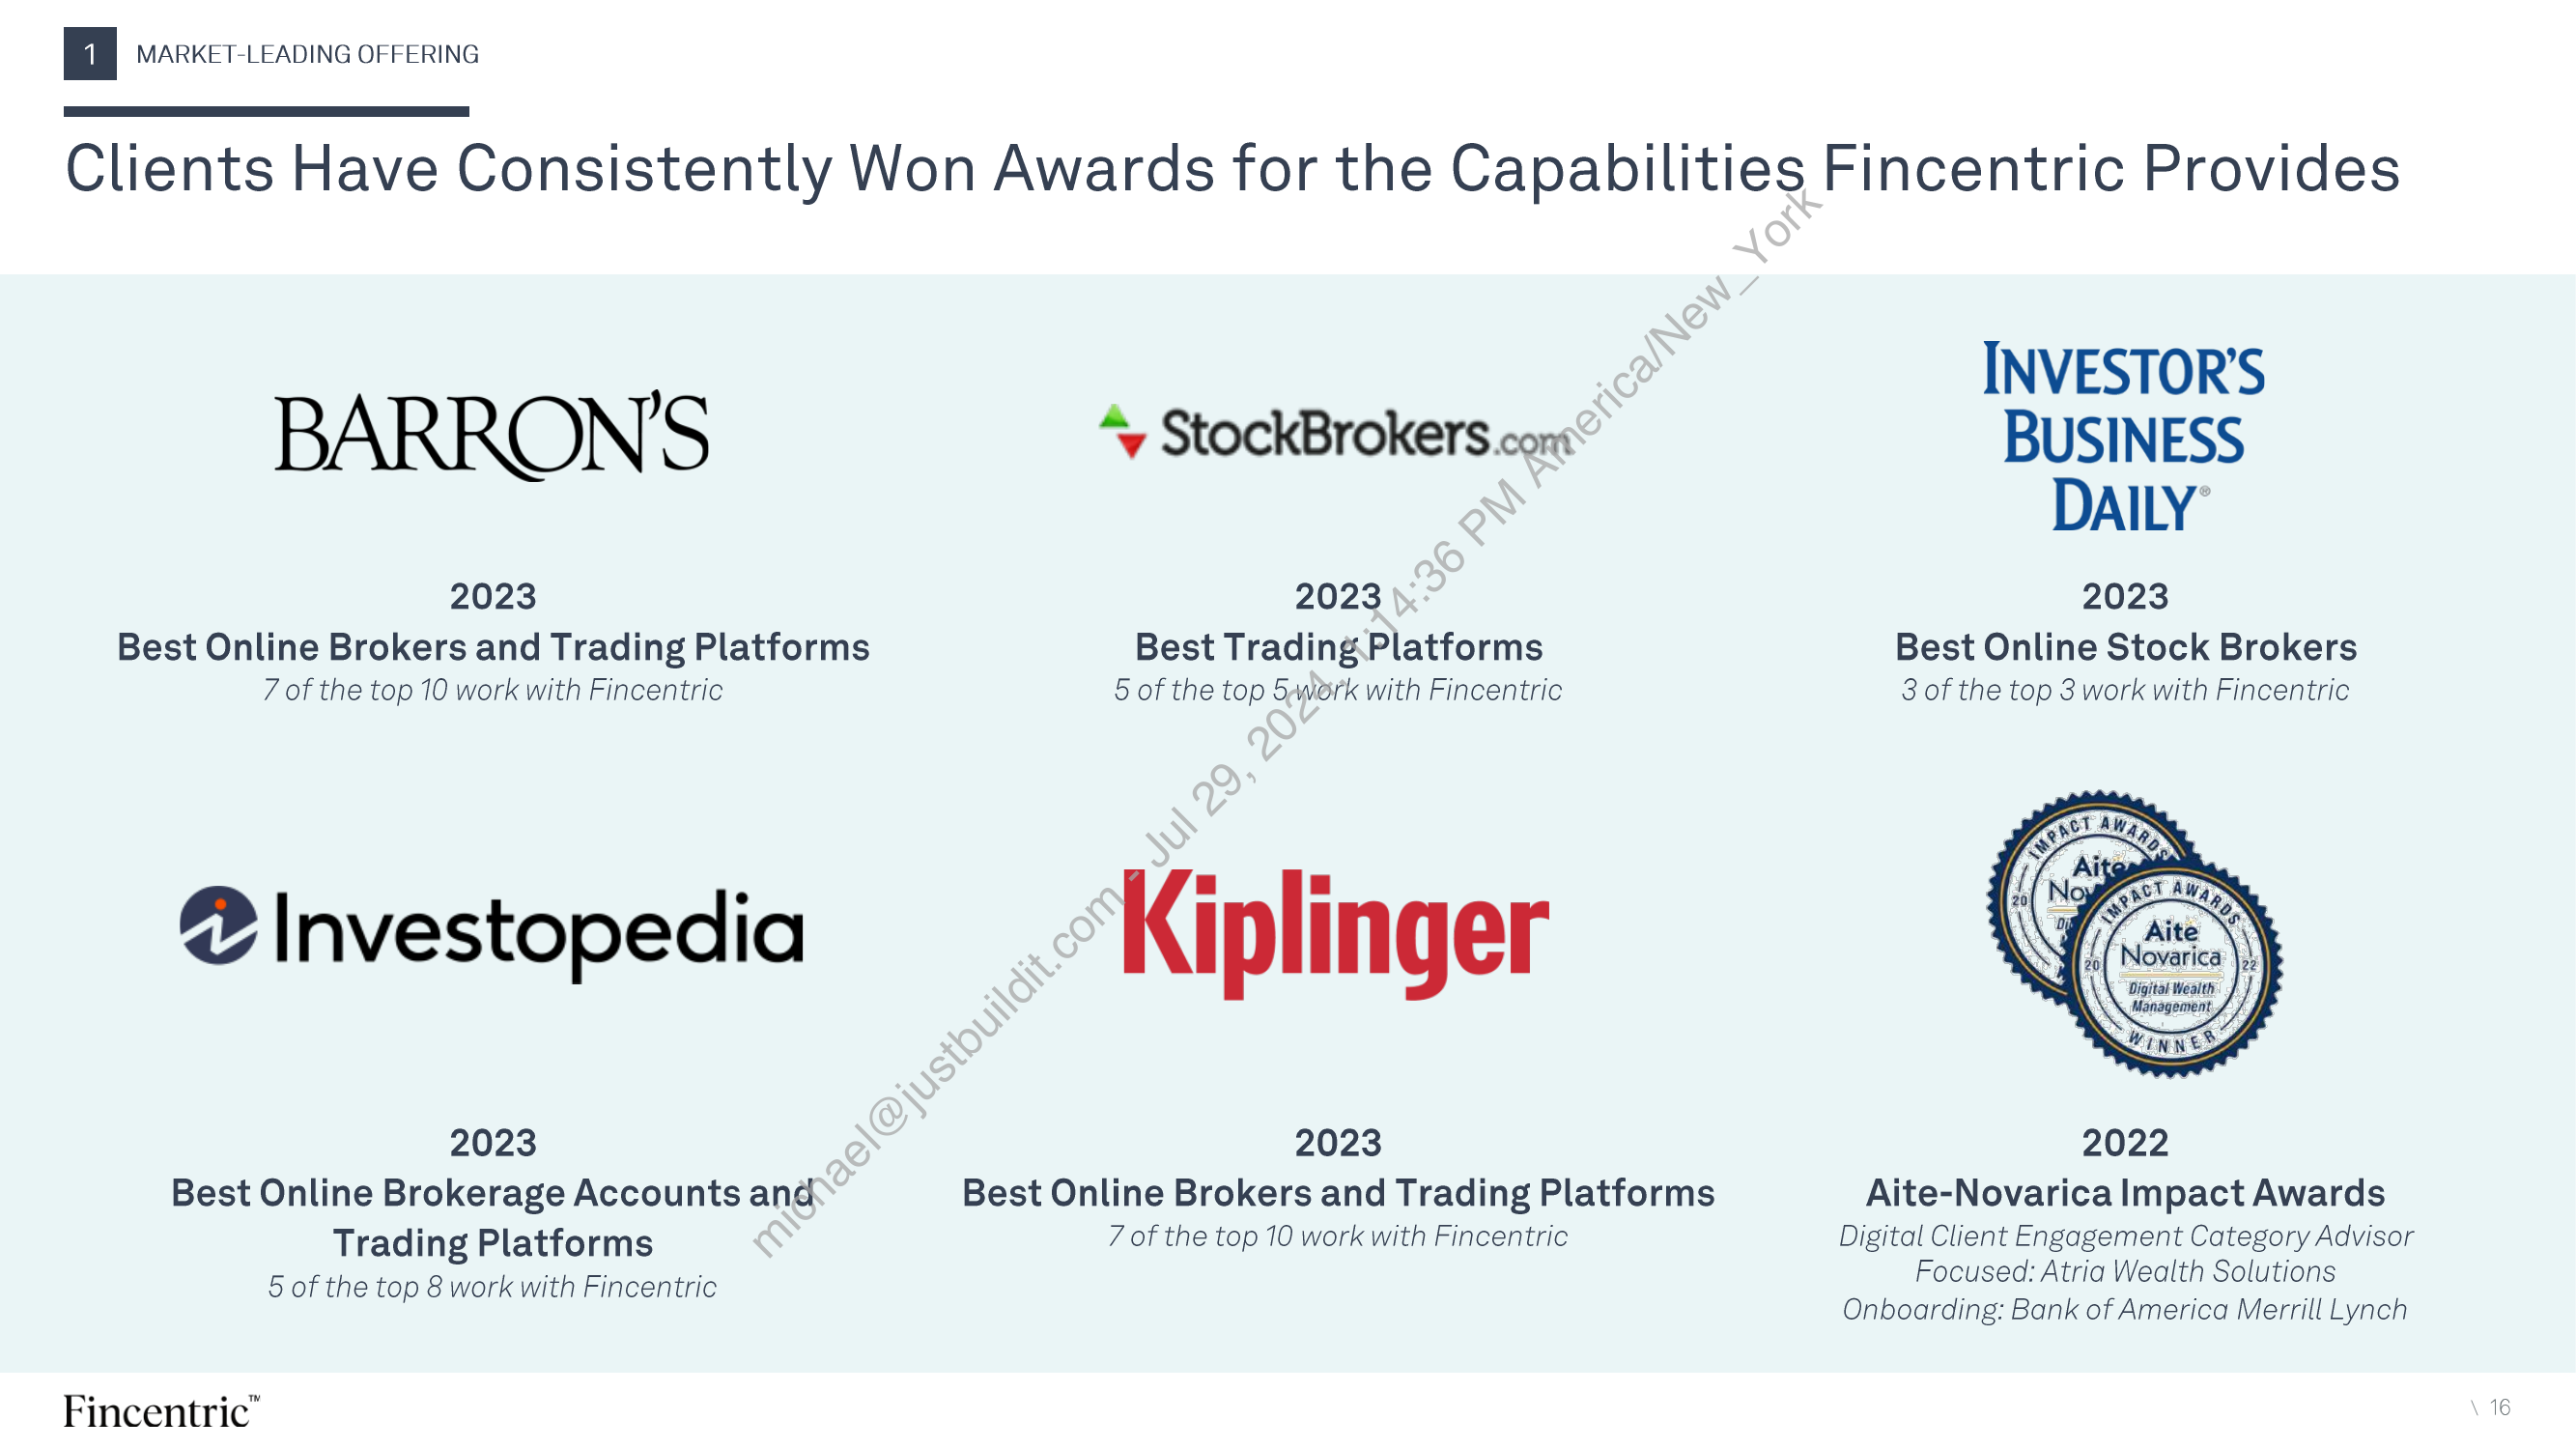 1 MARKET-LEADING OFFERING
Clients Have Consistently Won Awards for the Capabilities Fincentric Provides
BARRON'S
2023
Best Online Brokers and Trading Platforms
7 of the top 10 work with Fincentric
StockBrokers.com
2023
Best Trading Platforms
5 of the top 5 work with Fincentric
INVESTOR'S
BUSINESS
DAILY®
2023
Best Online Stock Brokers
3 of the top 3 work with Fincentric
Investopedia
2023
Best Online Brokerage Accounts and
Trading Platforms
5 of the top 8 work with Fincentric
Kiplinger
2023
Best Online Brokers and Trading Platforms
7 of the top 10 work with Fincentric
IMPACT AWARDS
Aite
20
IMPACT AWARDS
Aite
Novarica
20 22
Digital Wealth
Management
WINNER
2022
Aite-Novarica Impact Awards
Digital Client Engagement Category Advisor
Focused: Atria Wealth Solutions
Onboarding: Bank of America Merrill Lynch
michael@justbuildit.com - Jul 29, 2024, 1:14:36 PM America/New_York
Fincentric™
\ 16